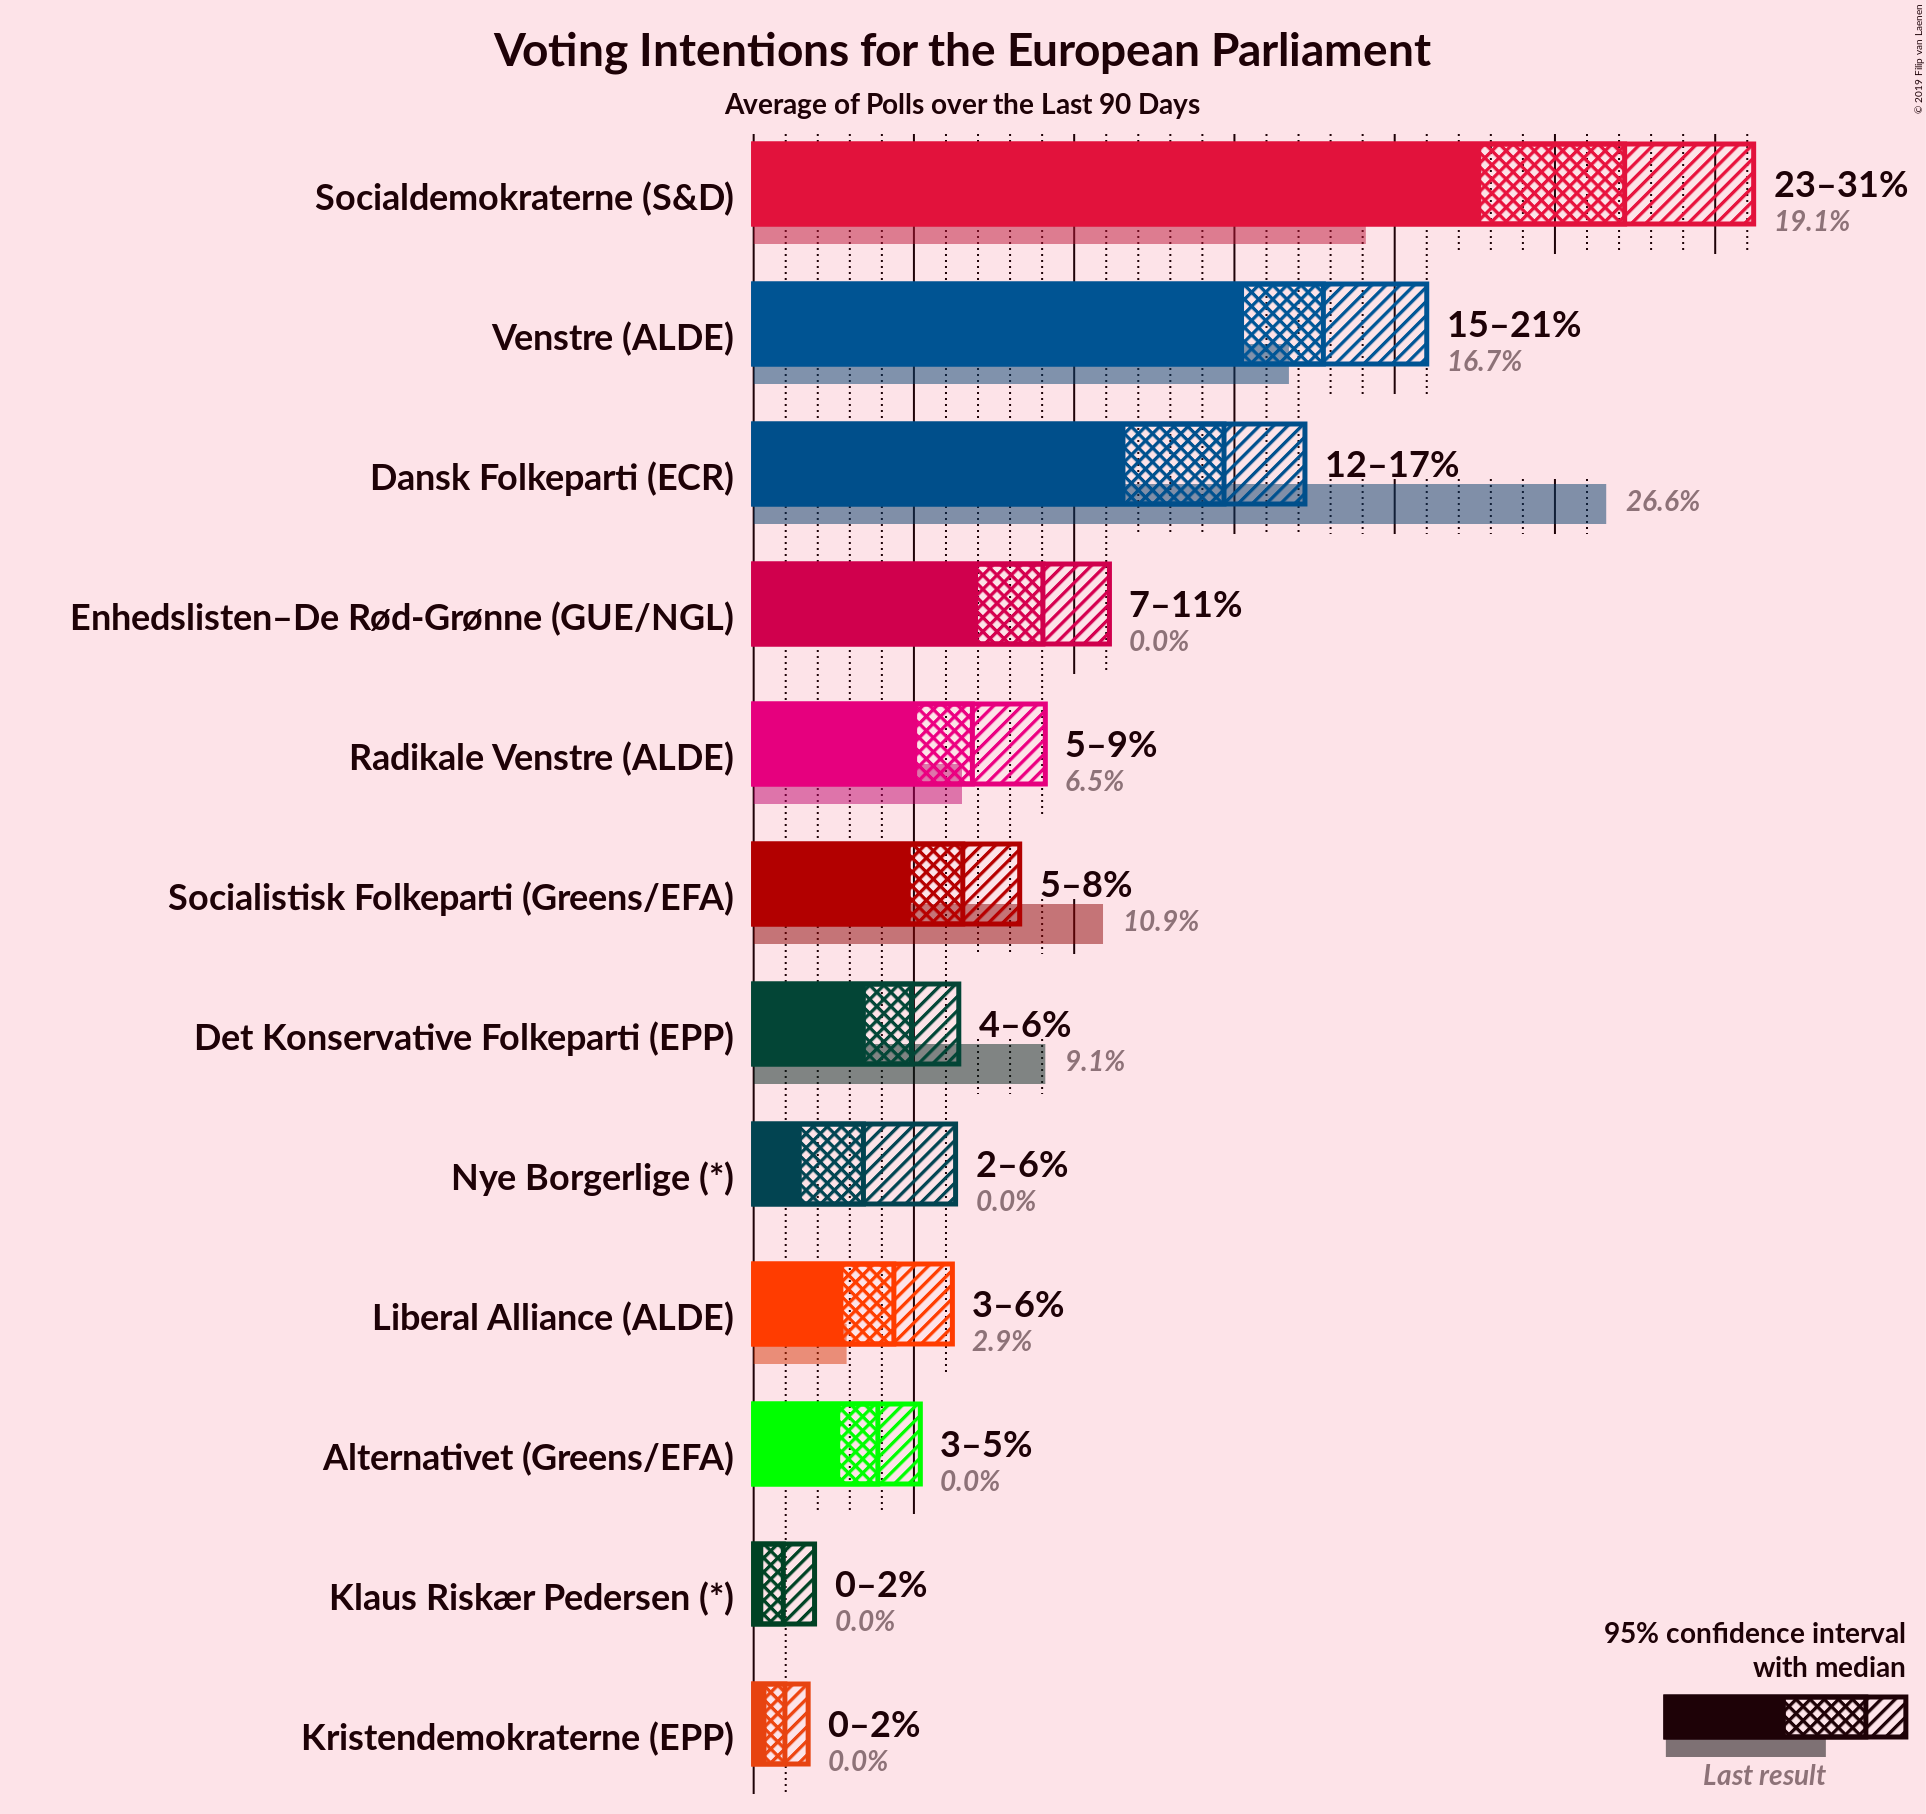 Voting Intentions for the European Parliament
Average of Polls over the Last 90 Days
© 2019 Filip van Laenen
Socialdemokraterne (S&D)
23–31%
19.1%
Venstre (ALDE)
15–21%
16.7%
Dansk Folkeparti (ECR)
12–17%
26.6%
Enhedslisten–De Rød-Grønne (GUE/NGL)
7–11%
0.0%
Radikale Venstre (ALDE)
5–9%
6.5%
Socialistisk Folkeparti (Greens/EFA)
5–8%
10.9%
Det Konservative Folkeparti (EPP)
4–6%
9.1%
Nye Borgerlige (*)
2–6%
0.0%
Liberal Alliance (ALDE)
3–6%
2.9%
Alternativet (Greens/EFA)
3–5%
0.0%
Klaus Riskær Pedersen (*)
0–2%
0.0%
Kristendemokraterne (EPP)
0–2%
0.0%
95% confidence interval
with median
Last result